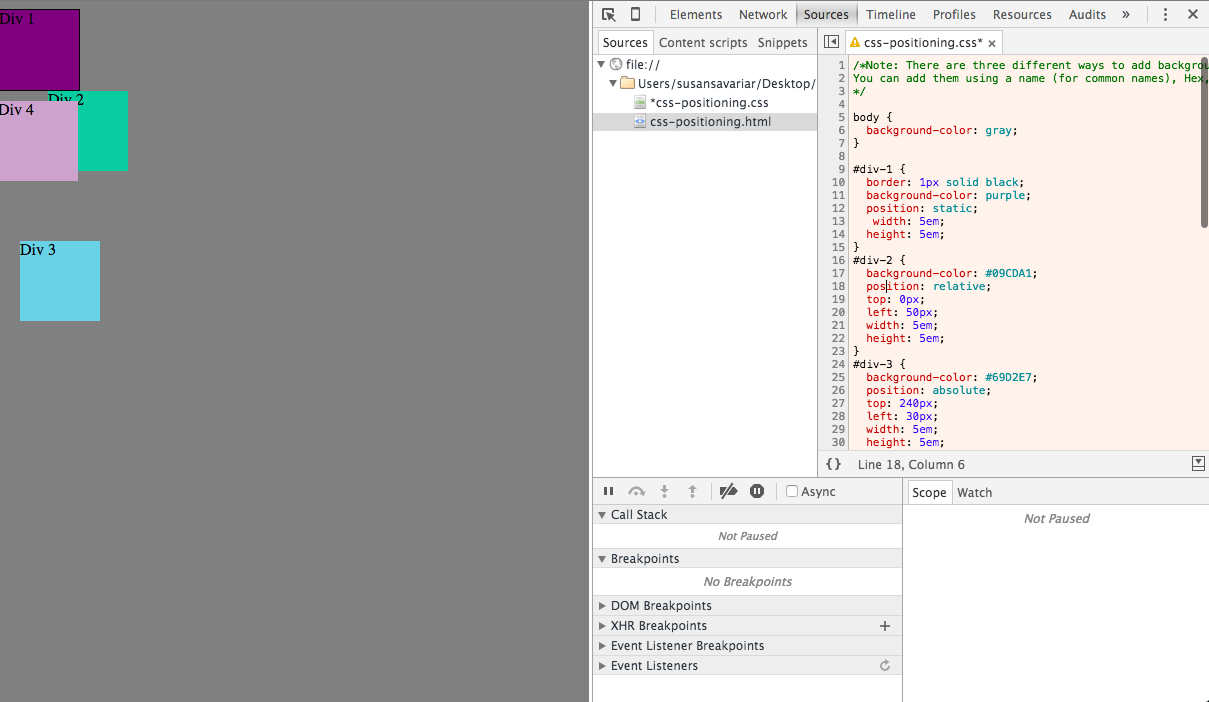 Div 1
Div 2
Div 4
Div 3
Elements Network Sources Timeline Profiles Resources Audits »
Sources Content scripts Snippets
css-positioning.css* ×
file://
Users/susansavariar/Desktop/
*css-positioning.css
css-positioning.html
1 /*Note: There are three different ways to add backgrou
2 You can add them using a name (for common names), Hex,
3 */
4
5 body {
6 background-color: gray;
7 }
8
9 #div-1 {
10 border: 1px solid black;
11 background-color: purple;
12 position: static;
13 width: 5em;
14 height: 5em;
15 }
16 #div-2 {
17 background-color: #09CDA1;
18 position: relative;
19 top: 0px;
20 left: 50px;
21 width: 5em;
22 height: 5em;
23 }
24 #div-3 {
25 background-color: #69D2E7;
26 position: absolute;
27 top: 240px;
28 left: 30px;
29 width: 5em;
30 height: 5em;
{} Line 18, Column 6
Async
Call Stack
Not Paused
Breakpoints
No Breakpoints
DOM Breakpoints
XHR Breakpoints +
Event Listener Breakpoints
Event Listeners
Scope Watch
Not Paused